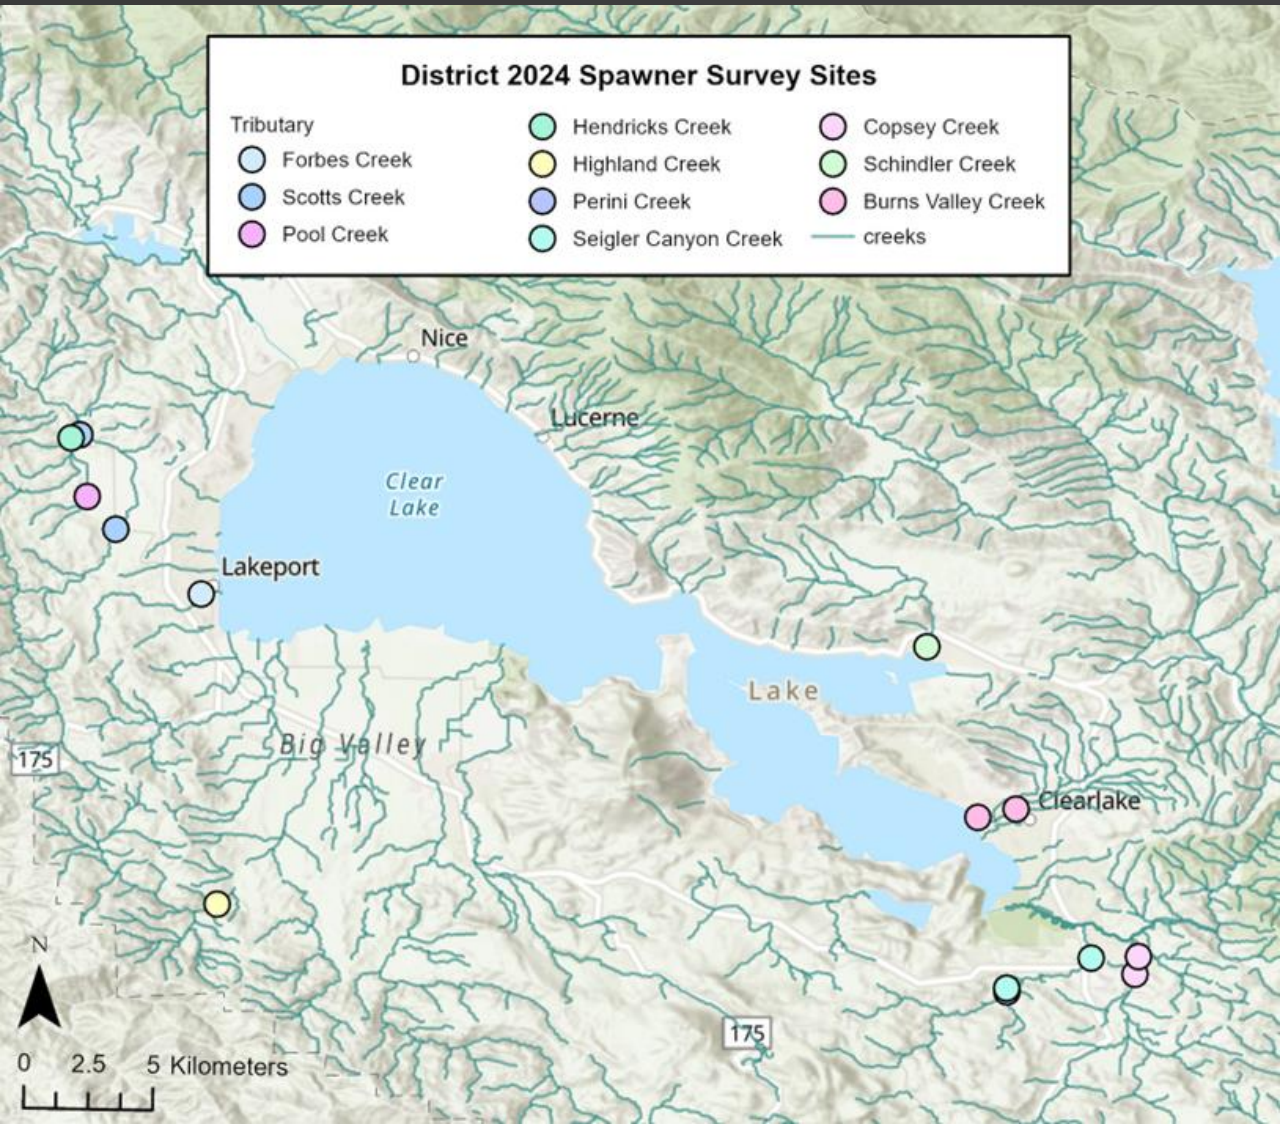 District 2024 Spawner Survey Sites
Tributary
Forbes Creek
Scotts Creek
Pool Creek
Hendricks Creek
Highland Creek
Perini Creek
Seigler Canyon Creek
Copsey Creek
Schindler Creek
Burns Valley Creek
creeks
Nice
Lucerne
Clear
Lake
Lakeport
Lake
Big Valley
175
Clearlake
N
175
0 2.5 5 Kilometers